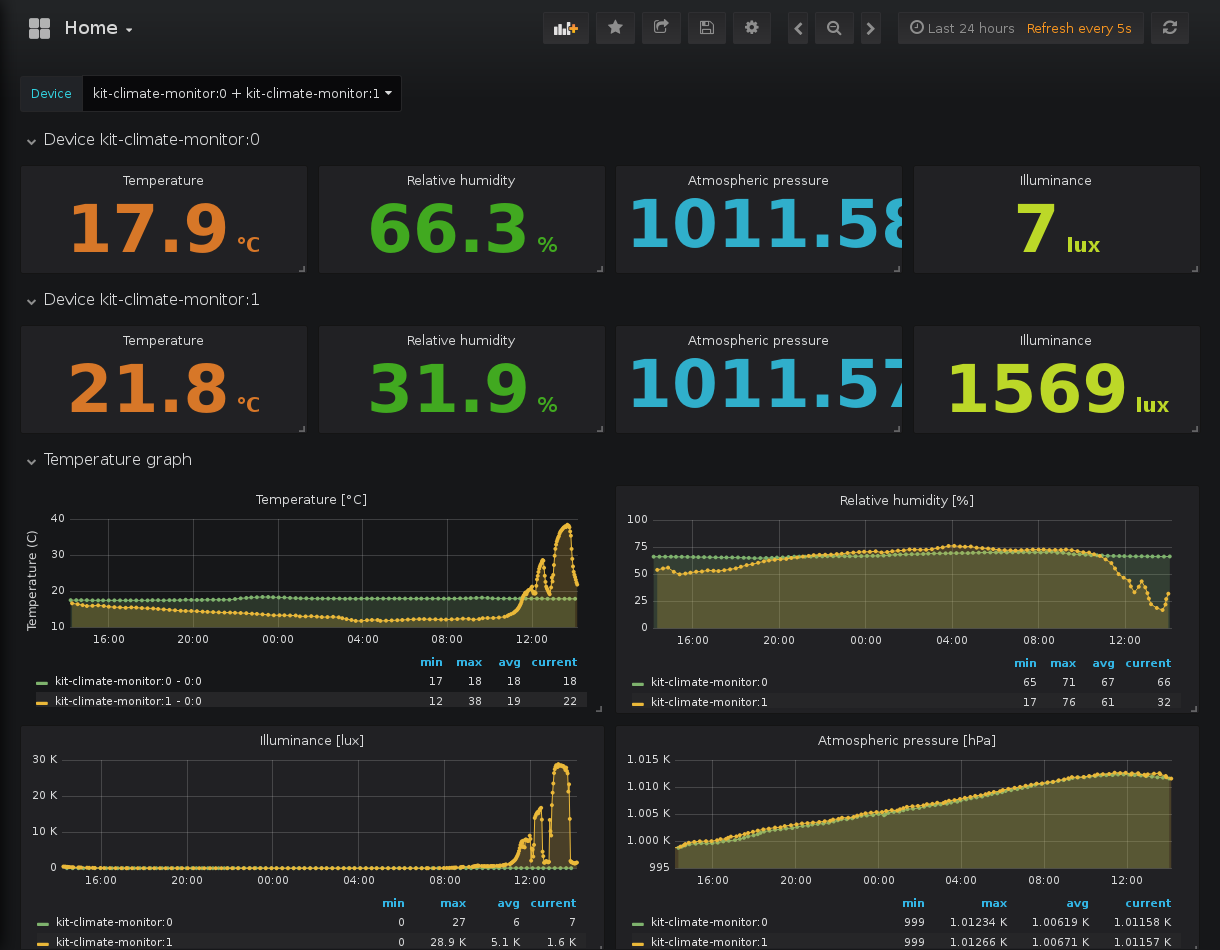 Home
Last 24 hours Refresh every 5s
Device kit-climate-monitor:0 + kit-climate-monitor:1
Device kit-climate-monitor:0
Temperature Relative humidity Atmospheric pressure Illuminance
17.9 °C 66.3 % 1011.58 7 lux
Device kit-climate-monitor:1
Temperature Relative humidity Atmospheric pressure Illuminance
21.8 °C 31.9 % 1011.57 1569 lux
Temperature graph
Temperature [°C]
Temperature (C)
40
30
20
10
16:00 20:00 00:00 04:00 08:00 12:00
min max avg current
kit-climate-monitor:0 - 0:0 17 18 18 18
kit-climate-monitor:1 - 0:0 12 38 19 22
Relative humidity [%]
100
75
50
25
0
16:00 20:00 00:00 04:00 08:00 12:00
min max avg current
kit-climate-monitor:0 65 71 67 66
kit-climate-monitor:1 17 76 61 32
Illuminance [lux]
30 K
20 K
10 K
0
16:00 20:00 00:00 04:00 08:00 12:00
min max avg current
kit-climate-monitor:0 0 27 6 7
kit-climate-monitor:1 0 28.9 K 5.1 K 1.6 K
Atmospheric pressure [hPa]
1.015 K
1.010 K
1.005 K
1.000 K
995
16:00 20:00 00:00 04:00 08:00 12:00
min max avg current
kit-climate-monitor:0 999 1.01234 K 1.00619 K 1.01158 K
kit-climate-monitor:1 999 1.01266 K 1.00671 K 1.01157 K